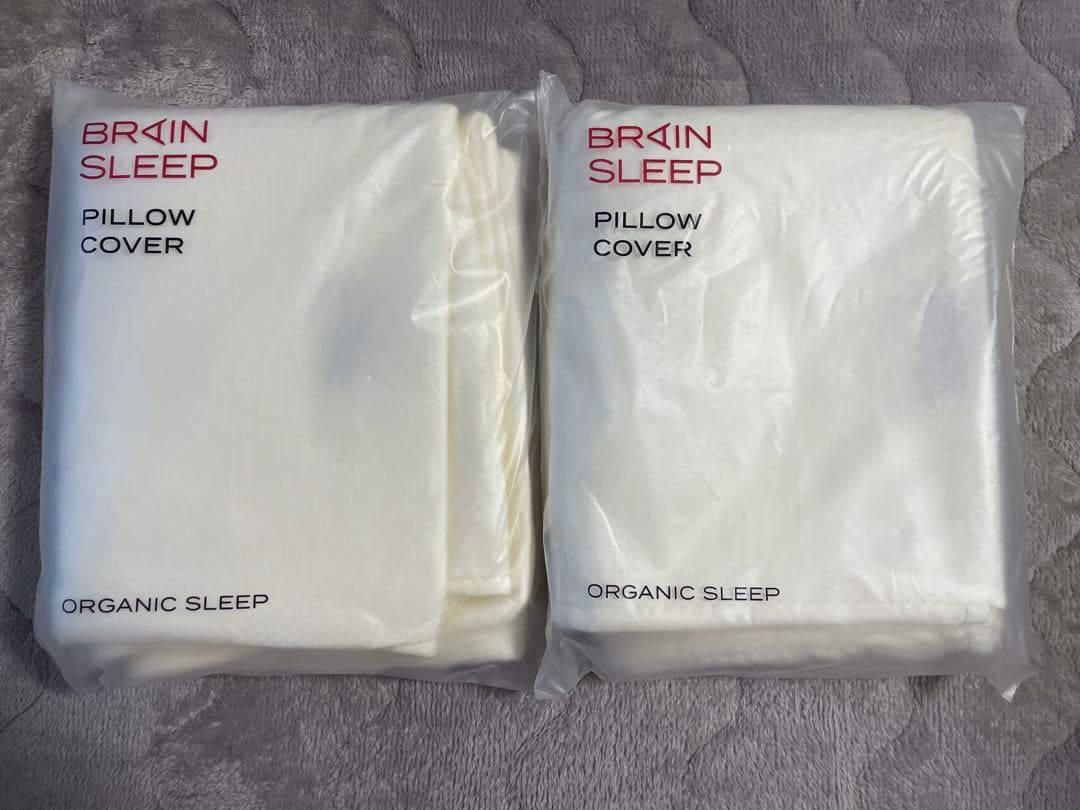 BRAIN
SLEEP
PILLOW
COVER
ORGANIC SLEEP
BRAIN
SLEEP
PILLOW
COVER
ORGANIC SLEEP